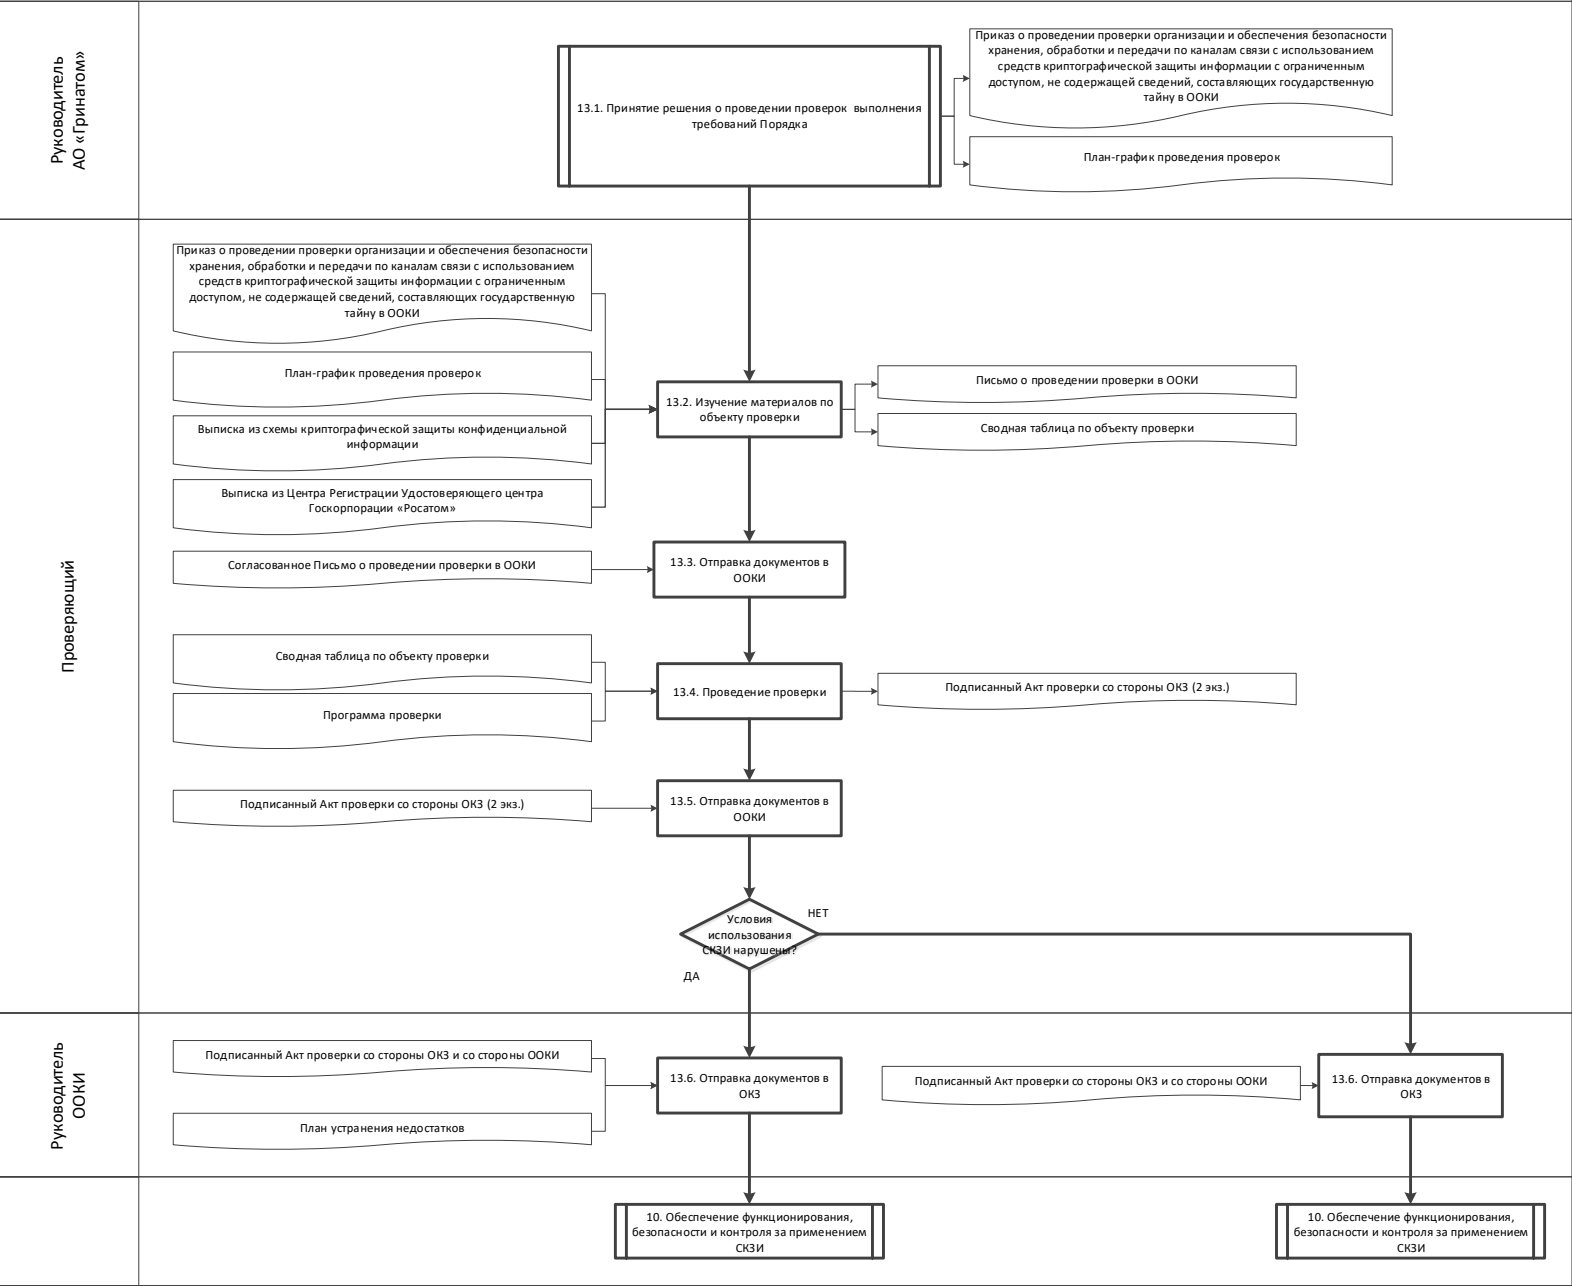 Руководитель
АО «Гринатом»
13.1. Принятие решения о проведении проверок выполнения
требований Порядка
Приказ о проведении проверки организации и обеспечения безопасности
хранения, обработки и передачи по каналам связи с использованием
средств криптографической защиты информации с ограниченным
доступом, не содержащей сведений, составляющих государственную
тайну в ООКИ
План-график проведения проверок
Проверяющий
Приказ о проведении проверки организации и обеспечения безопасности
хранения, обработки и передачи по каналам связи с использованием
средств криптографической защиты информации с ограниченным
доступом, не содержащей сведений, составляющих государственную
тайну в ООКИ
План-график проведения проверок
Выписка из схемы криптографической защиты конфиденциальной
информации
Выписка из Центра Регистрации Удостоверяющего центра
Госкорпорации «Росатом»
13.2. Изучение материалов по
объекту проверки
Письмо о проведении проверки в ООКИ
Сводная таблица по объекту проверки
Согласованное Письмо о проведении проверки в ООКИ
13.3. Отправка документов в
ООКИ
Сводная таблица по объекту проверки
Программа проверки
13.4. Проведение проверки
Подписанный Акт проверки со стороны ОКЗ (2 экз.)
Подписанный Акт проверки со стороны ОКЗ (2 экз.)
13.5. Отправка документов в
ООКИ
Условия
использования
СКЗИ нарушены?
НЕТ
ДА
Руководитель
ООКИ
Подписанный Акт проверки со стороны ОКЗ и со стороны ООКИ
План устранения недостатков
13.6. Отправка документов в
ОКЗ
Подписанный Акт проверки со стороны ОКЗ и со стороны ООКИ
13.6. Отправка документов в
ОКЗ
10. Обеспечение функционирования,
безопасности и контроля за применением
СКЗИ
10. Обеспечение функционирования,
безопасности и контроля за применением
СКЗИ